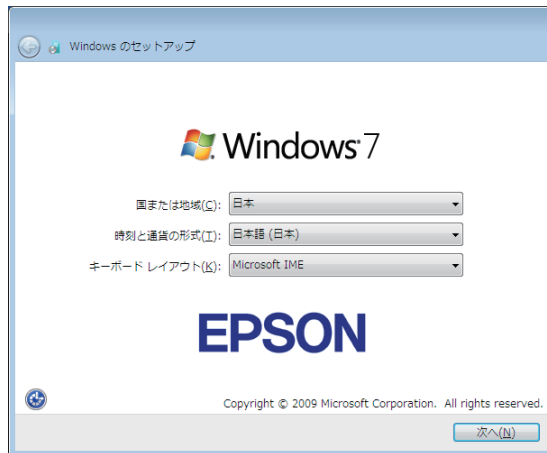 Windows のセットアップ
Windows 7
国または地域(C): 日本
時刻と通貨の形式(T): 日本語 (日本)
キーボード レイアウト(K): Microsoft IME
EPSON
Copyright © 2009 Microsoft Corporation. All rights reserved.
次へ(N)